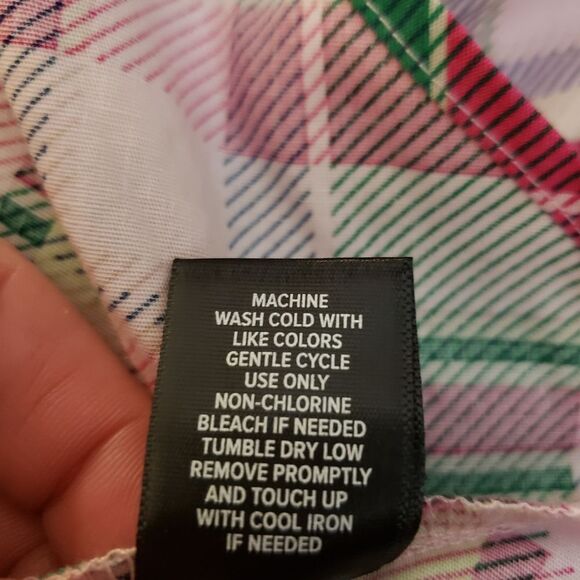 MACHINE
WASH COLD WITH
LIKE COLORS
GENTLE CYCLE
USE ONLY
NON-CHLORINE
BLEACH IF NEEDED
TUMBLE DRY LOW
REMOVE PROMPTLY
AND TOUCH UP
WITH COOL IRON
IF NEEDED